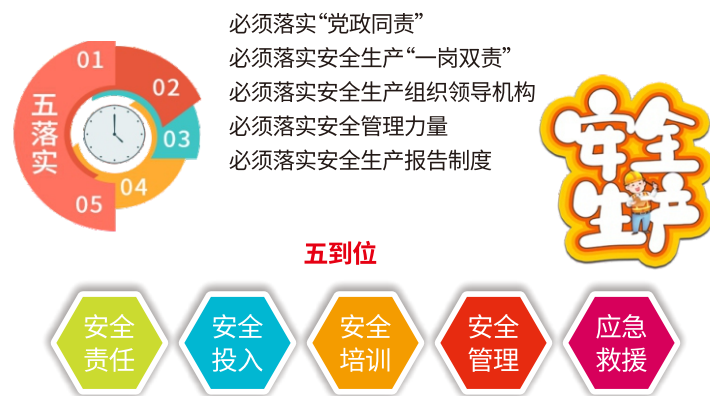 必须落实“党政同责”
必须落实安全生产“一岗双责”
必须落实安全生产组织领导机构
必须落实安全管理力量
必须落实安全生产报告制度
01
02
03
04
05
五
落
实
安全
生产
五到位
安全
责任
安全
投入
安全
培训
安全
管理
应急
救援